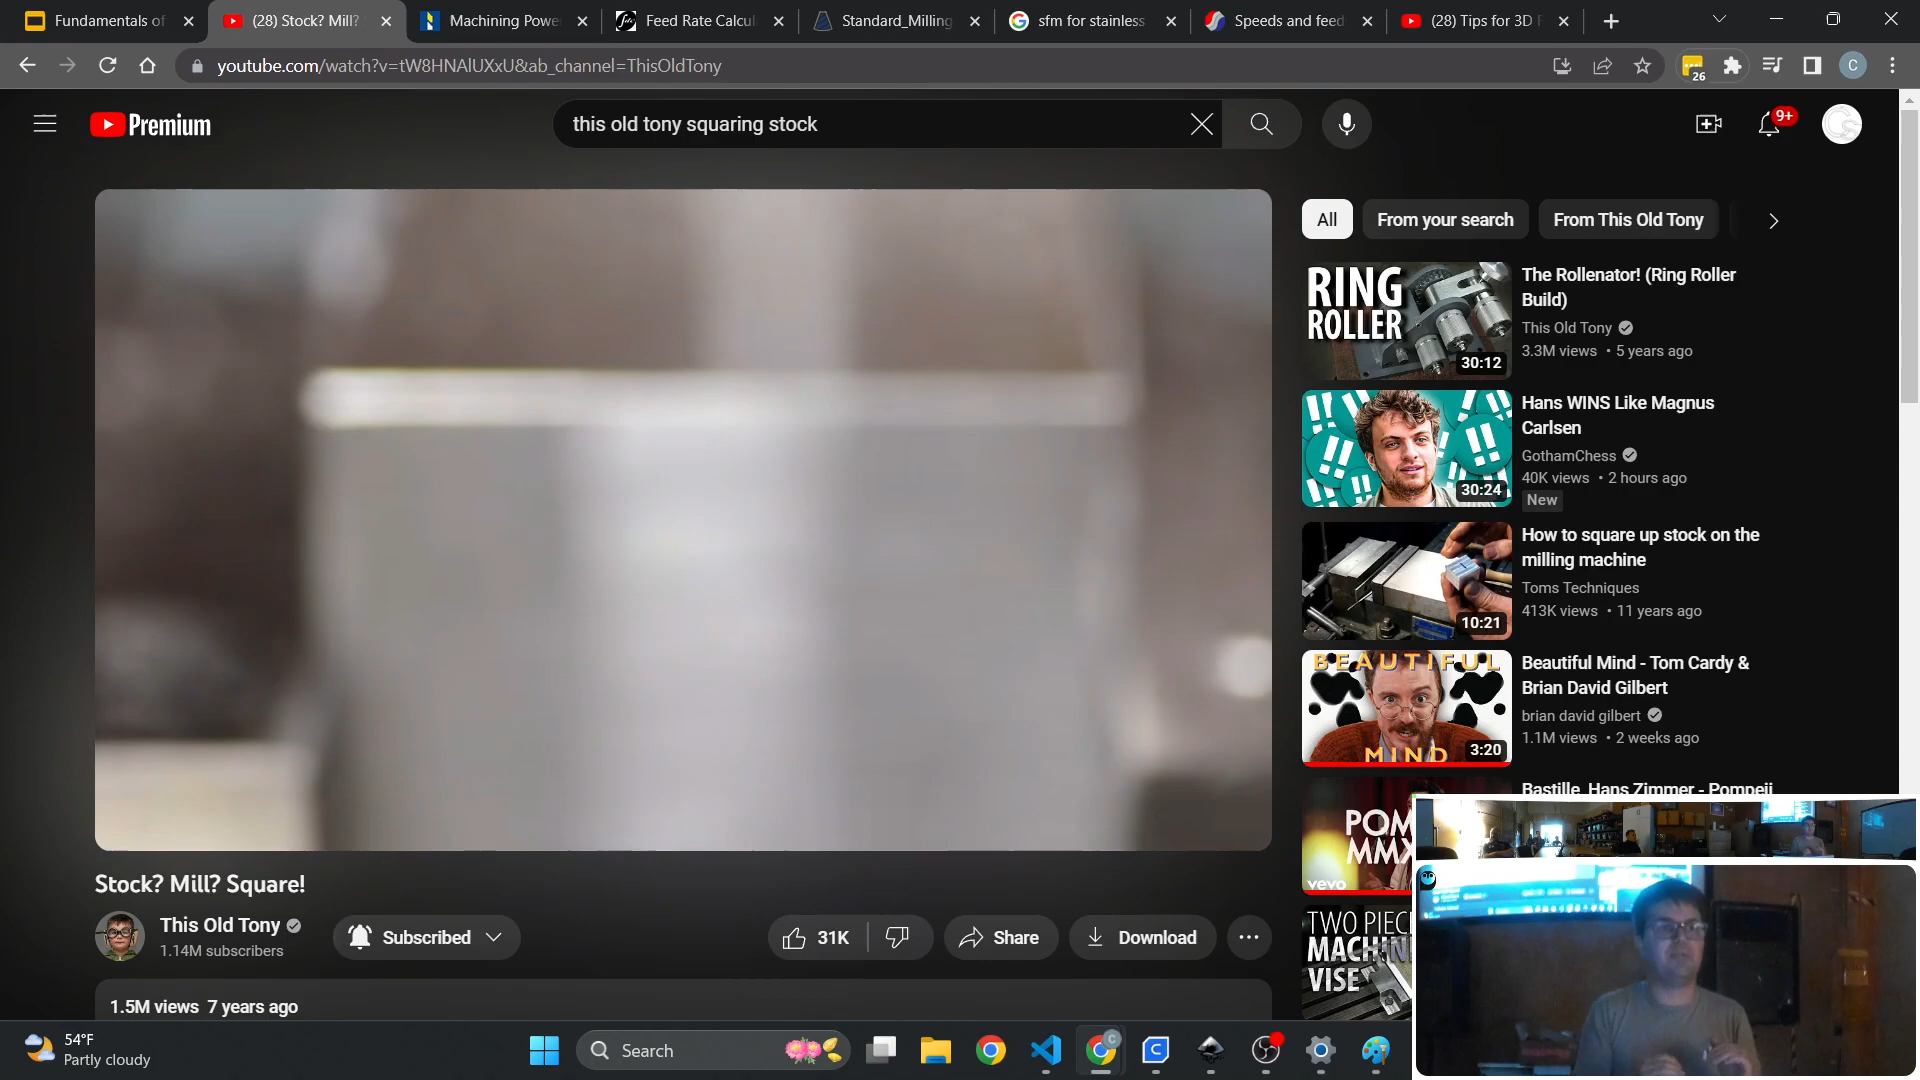 Fundamentals of
(28) Stock? Mill?
Machining Powe
Feed Rate Calcul
Standard_Milling
sfm for stainless
Speeds and feed
(28) Tips for 3D
youtube.com/watch?v=tW8HNAlUXxU&ab_channel=ThisOldTony
26
C
Premium
this old tony squaring stock
9+
All
From your search
From This Old Tony
RING
ROLLER
30:12
The Rollenator! (Ring Roller
Build)
This Old Tony
3.3M views • 5 years ago
30:24
Hans WINS Like Magnus
Carlsen
GothamChess
40K views • 2 hours ago
New
10:21
How to square up stock on the
milling machine
Toms Techniques
413K views • 11 years ago
BEAUTIFUL
MIND
3:20
Beautiful Mind - Tom Cardy &
Brian David Gilbert
brian david gilbert
1.1M views • 2 weeks ago
POM
MMX
vevo
Bastille, Hans Zimmer - Pompeii
TWO PIEC
MACHIN
VISE
Stock? Mill? Square!
This Old Tony
1.14M subscribers
Subscribed
31K
Share
Download
1.5M views 7 years ago
54°F
Partly cloudy
Search
C